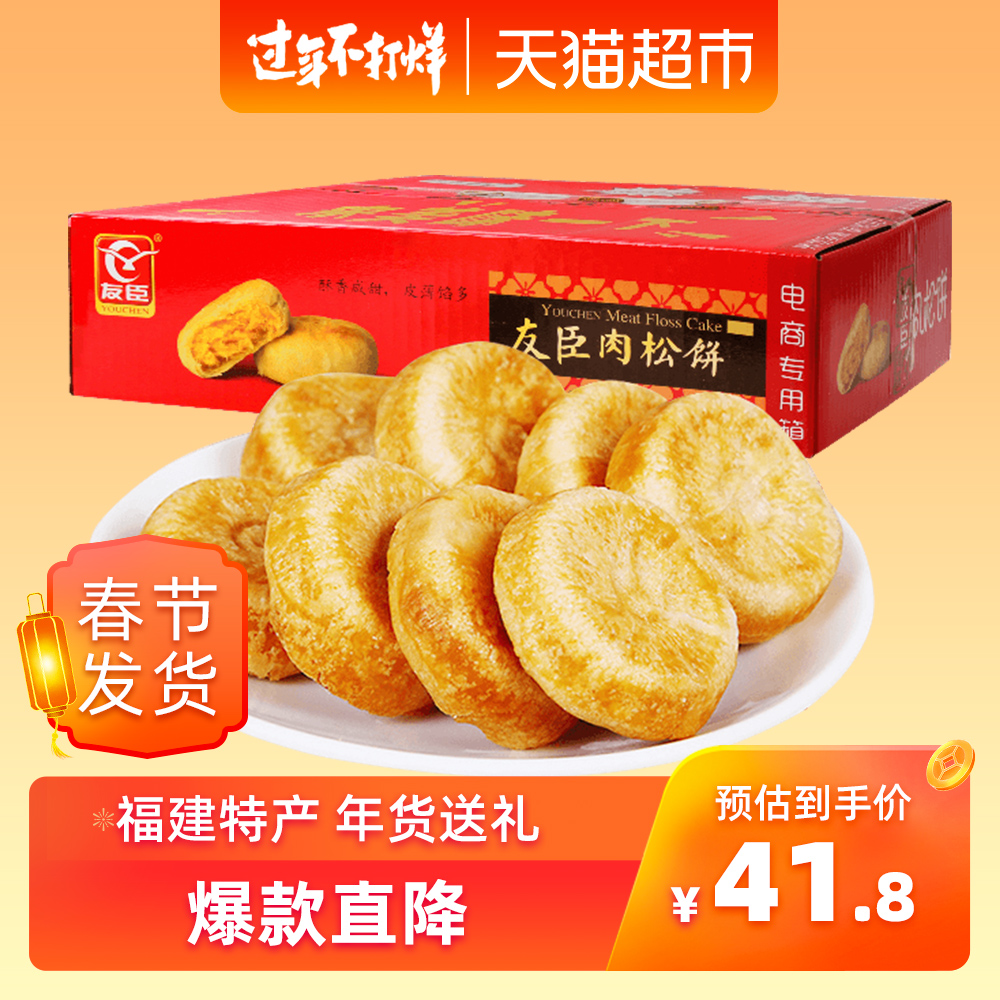 过年不打烊 天猫超市
友臣
YOUCHEN
酥香咸甜，皮薄馅多
YOUCHEN Meat Floss Cake
友臣肉松饼
电商专用箱
春节
发货
福建特产 年货送礼
爆款直降
预估到手价
¥41.8